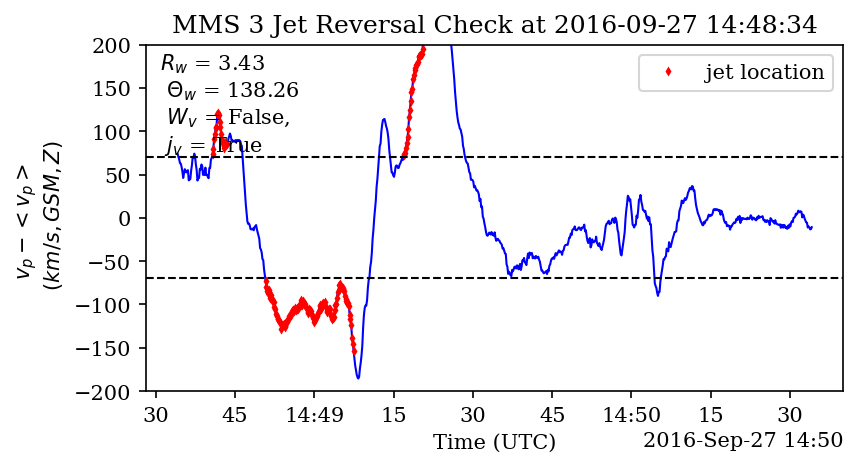 MMS 3 Jet Reversal Check at 2016-09-27 14:48:34
R_w = 3.43
Θ_w = 138.26
W_v = False,
j_v = True
jet location
v_p − < v_p >
(km/s, GSM, Z)
200
150
100
50
0
−50
−100
−150
−200
30 45 14:49 15 30 45 14:50 15 30
Time (UTC)
2016-Sep-27 14:50